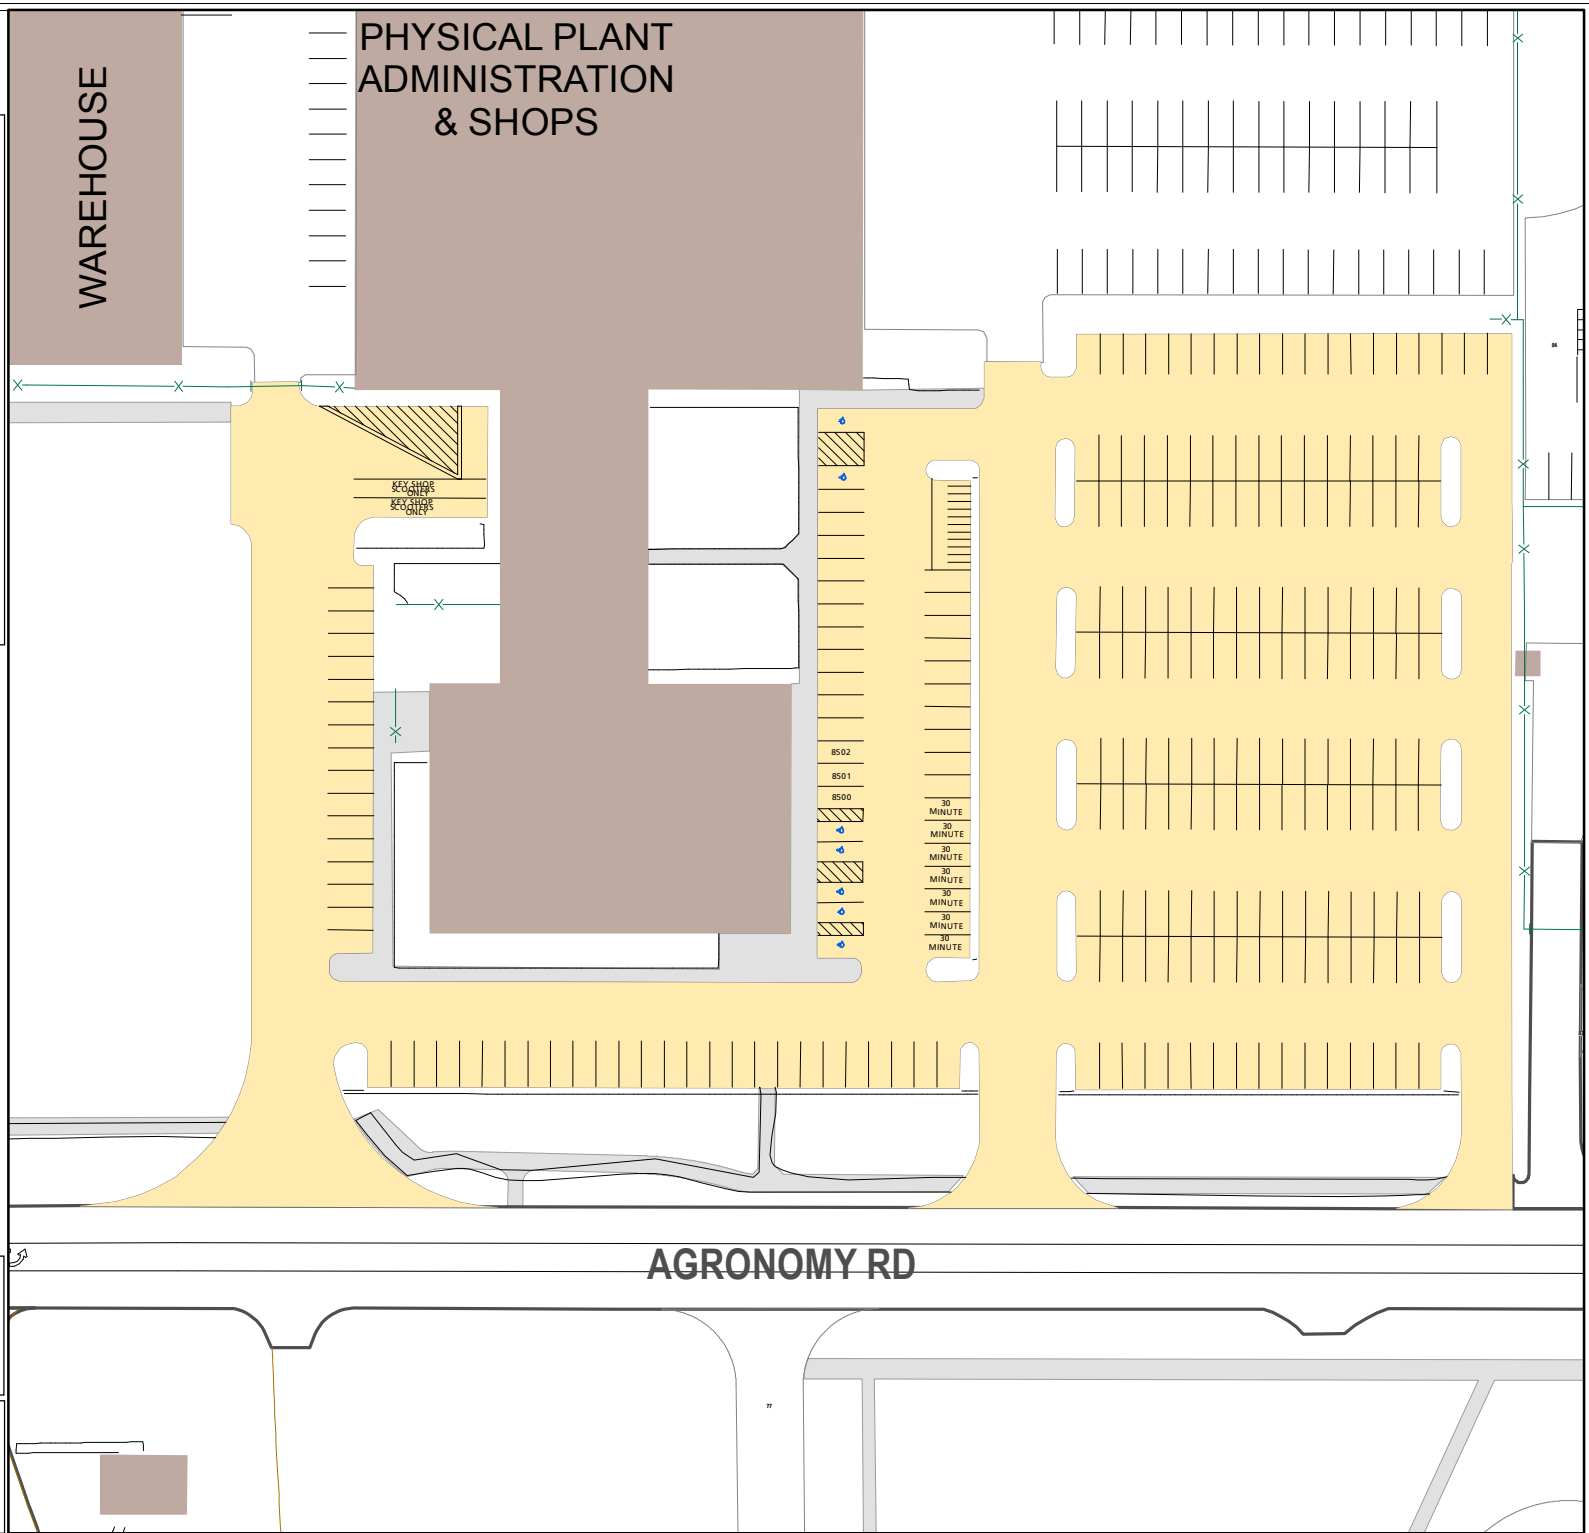 PHYSICAL PLANT
ADMINISTRATION
& SHOPS
WAREHOUSE
KEY SHOP
SCOOTERS
ONLY
KEY SHOP
SCOOTERS
ONLY
8502
8501
8500
30
MINUTE
30
MINUTE
30
MINUTE
30
MINUTE
30
MINUTE
30
MINUTE
30
MINUTE
AGRONOMY RD